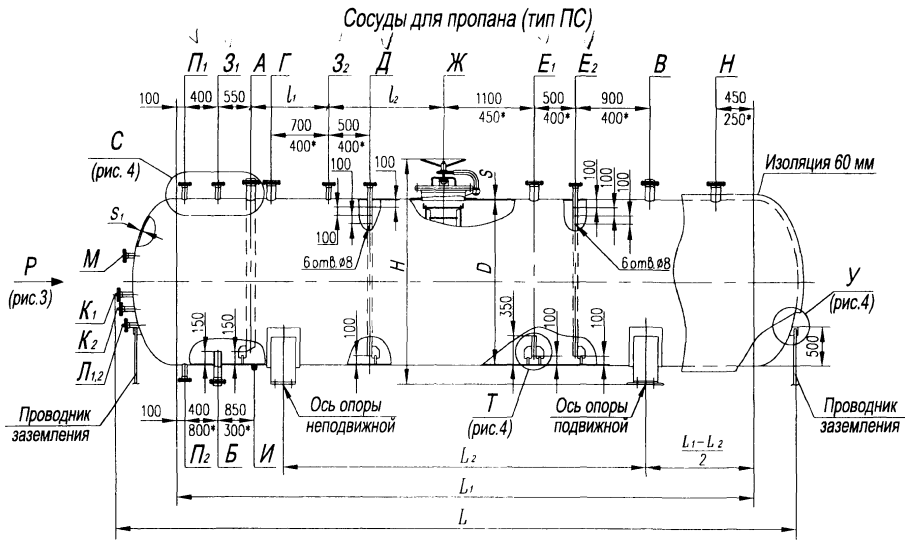 Сосуды для пропана (тип ПС)
П₁ З₁ А Г З₂ Д Ж Е₁ Е₂ В Н
100 400 550 l₁ l₂ 1100 500 900 450
450* 400* 400* 250*
700 500
400* 400*
С
(рис. 4)
100 100 S 100 100 100
Изоляция 60 мм
S₁
100 100
6 отв.ø8 6 отв.ø8
М
Р
(рис.3)
H D
У
(рис.4)
К₁
К₂
Л₁,₂
150 150 100 350 100 100 500
Проводник
заземления
100 400 850
800* 300*
П₂ Б И
Ось опоры
неподвижной
Т
(рис.4)
Ось опоры
подвижной
Проводник
заземления
L₂
L₁-L₂
2
L₁
L